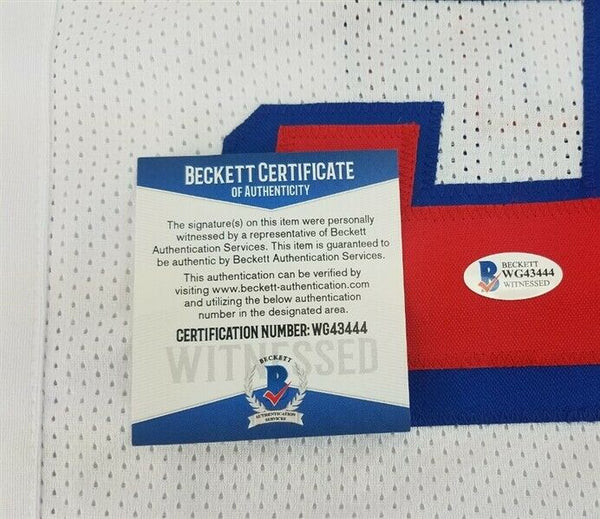 BECKETT CERTIFICATE
OF AUTHENTICITY
The signature(s) on this item were personally
witnessed by a representative of Beckett
Authentication Services. This item is guaranteed to
be authentic by Beckett Authentication Services.
This authentication can be verified by
visiting www.beckett-authentication.com
and utilizing the below authentication
number in the designated area.
CERTIFICATION NUMBER: WG43444
WITNESSED
BECKETT
B
AUTHENTICATION
SERVICES
B
BECKETT
WG43444
WITNESSED